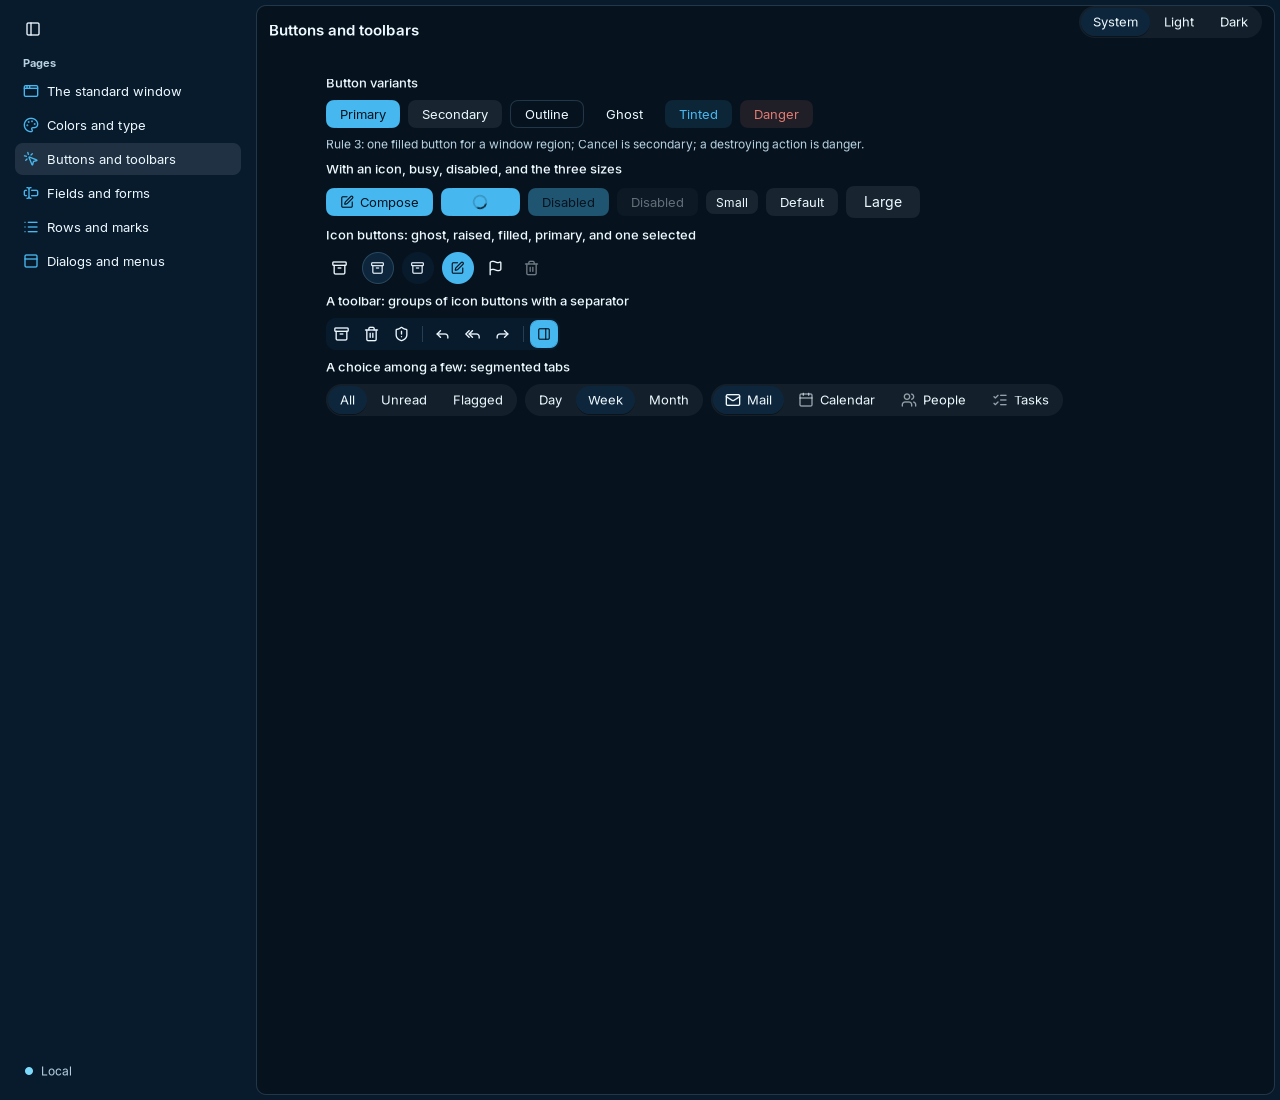 Buttons and toolbars
System Light Dark
Pages
The standard window
Colors and type
Buttons and toolbars
Fields and forms
Rows and marks
Dialogs and menus
Local
Button variants
Primary Secondary Outline Ghost Tinted Danger
Rule 3: one filled button for a window region; Cancel is secondary; a destroying action is danger.
With an icon, busy, disabled, and the three sizes
Compose Disabled Disabled Small Default Large
Icon buttons: ghost, raised, filled, primary, and one selected
A toolbar: groups of icon buttons with a separator
A choice among a few: segmented tabs
All Unread Flagged Day Week Month Mail Calendar People Tasks